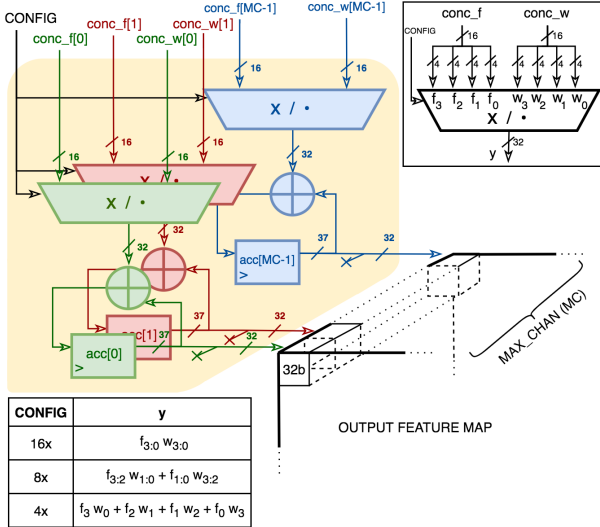 CONFIG
conc_f[0]
conc_f[1]
conc_w[0]
conc_w[1]
conc_f[MC-1]
conc_w[MC-1]
16
16
16
16
16
16
X / ·
X / ·
X / ·
32
32
32
acc[MC-1]
>
37
32
acc[1]
37
32
acc[0]
>
37
32
32b
MAX_CHAN (MC)
OUTPUT FEATURE MAP
conc_f
conc_w
CONFIG
16
16
4
4
4
4
4
4
4
4
f3 f2 f1 f0 w3 w2 w1 w0
X / ·
y
32
CONFIG y
16x f3:0 w3:0
8x f3:2 w1:0 + f1:0 w3:2
4x f3 w0 + f2 w1 + f1 w2 + f0 w3